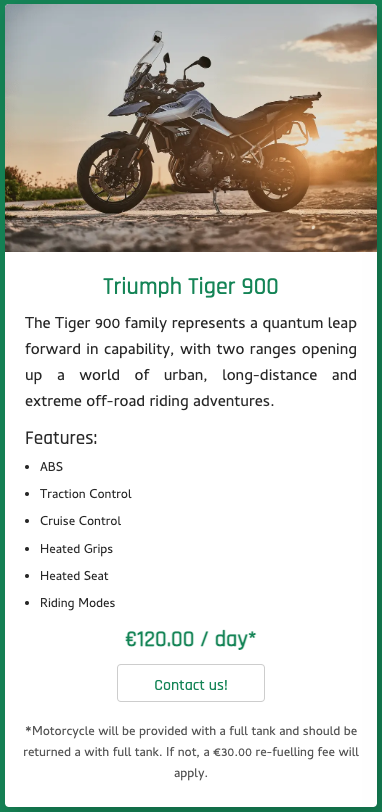 Triumph Tiger 900
The Tiger 900 family represents a quantum leap
forward in capability, with two ranges opening
up a world of urban, long-distance and
extreme off-road riding adventures.
Features:
ABS
Traction Control
Cruise Control
Heated Grips
Heated Seat
Riding Modes
€120.00 / day*
Contact us!
*Motorcycle will be provided with a full tank and should be
returned a with full tank. If not, a €30.00 re-fuelling fee will
apply.